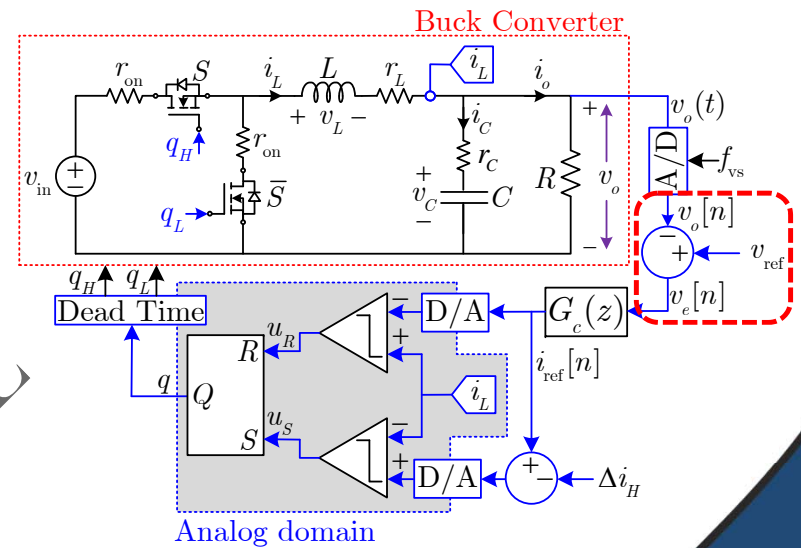 Buck Converter
r_on
S
i_L
L
r_L
i_L
i_o
+ v_L −
i_C
+
v_o(t)
q_H
r_on
r_C
A/D
f_vs
v_in
+
−
S̅
+
v_C
−
C
R
v_o
q_L
−
v_o[n]
−
+
v_ref
q_H
q_L
v_e[n]
Dead Time
−
D/A
G_c(z)
u_R
+
R
i_ref[n]
q
Q
i_L
u_S
−
S
+
D/A
+
−
Δi_H
Analog domain